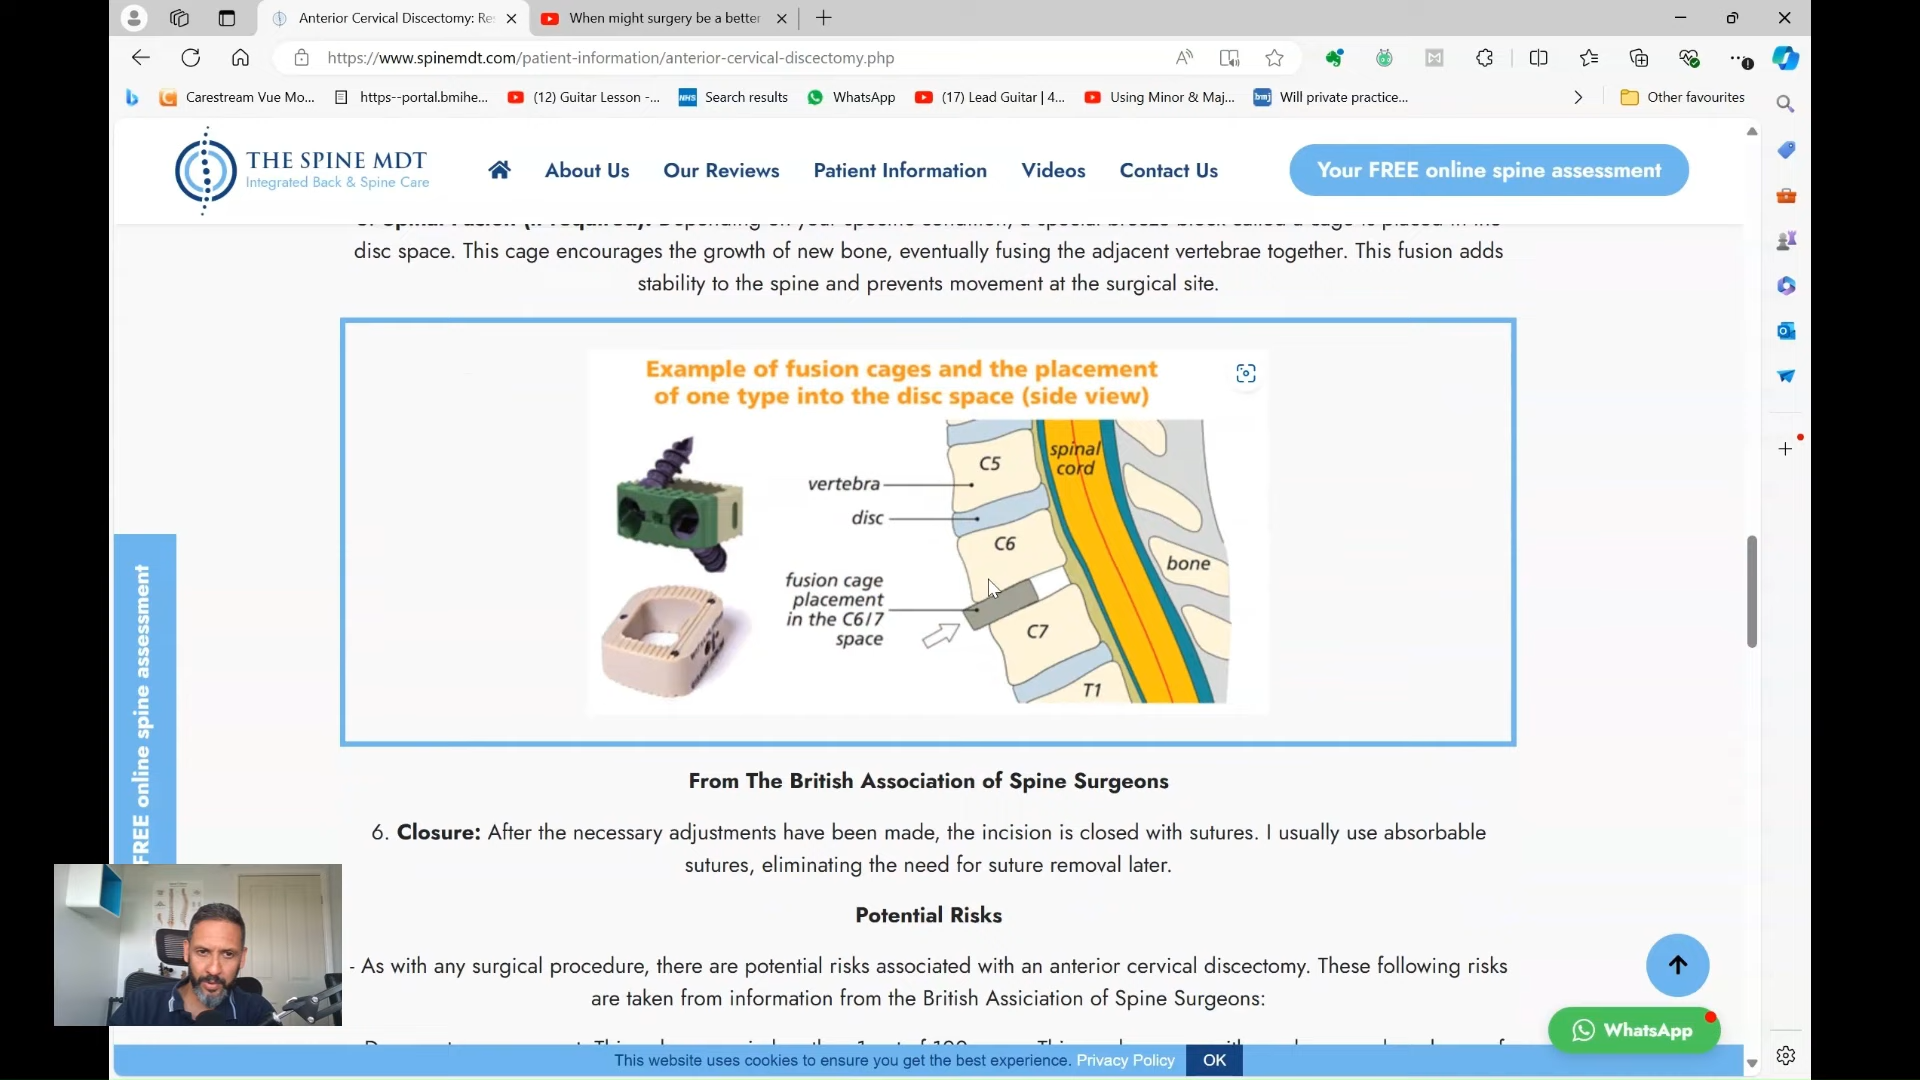 Anterior Cervical Discectomy: Re
When might surgery be a better
https://www.spinemdt.com/patient-information/anterior-cervical-discectomy.php
Carestream Vue Mo...
https--portal.bmihe...
(12) Guitar Lesson -...
NHS
Search results
WhatsApp
(17) Lead Guitar | 4...
Using Minor & Maj...
bmj
Will private practice...
Other favourites
THE SPINE MDT
Integrated Back & Spine Care
About Us
Our Reviews
Patient Information
Videos
Contact Us
Your FREE online spine assessment
disc space. This cage encourages the growth of new bone, eventually fusing the adjacent vertebrae together. This fusion adds
stability to the spine and prevents movement at the surgical site.
Example of fusion cages and the placement
of one type into the disc space (side view)
spinal
cord
C5
vertebra
disc
C6
bone
fusion cage
placement
in the C6/7
space
C7
T1
FREE online spine assessment
From The British Association of Spine Surgeons
6. Closure: After the necessary adjustments have been made, the incision is closed with sutures. I usually use absorbable
sutures, eliminating the need for suture removal later.
Potential Risks
- As with any surgical procedure, there are potential risks associated with an anterior cervical discectomy. These following risks
are taken from information from the British Assiciation of Spine Surgeons:
WhatsApp
This website uses cookies to ensure you get the best experience. Privacy Policy
OK